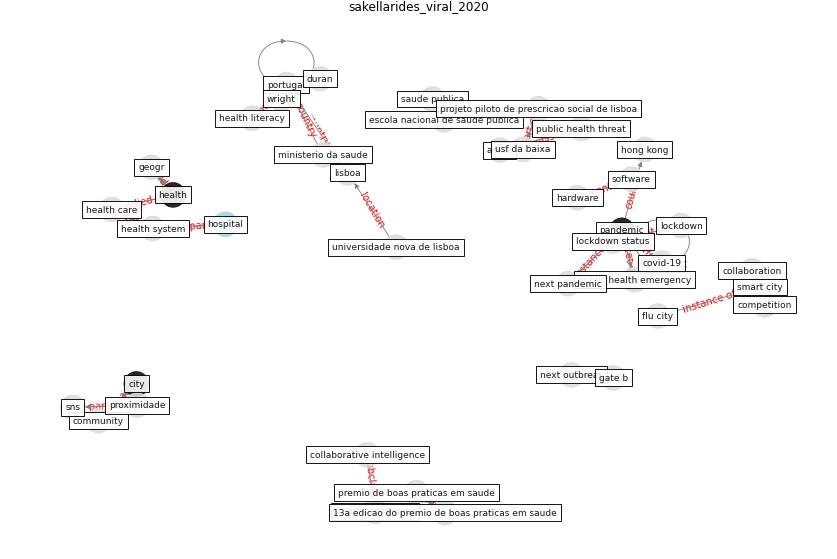 sakellarides_viral_2020
duran
wright
health literacy
country
ministerio da saude
lisboa
location
universidade nova de lisboa
saude publica
projeto piloto de prescricao social de lisboa
escola nacional de saude publica
public health threat
usf da baixa
hong kong
software
hardware
geogr
health
health care
health system
hospital
pandemic
lockdown
lockdown status
covid-19
health emergency
next pandemic
collaboration
smart city
competition
flu city
instance of
city
proximidade
sns
community
gate b
collaborative intelligence
premio de boas praticas em saude
13a edicao do premio de boas praticas em saude